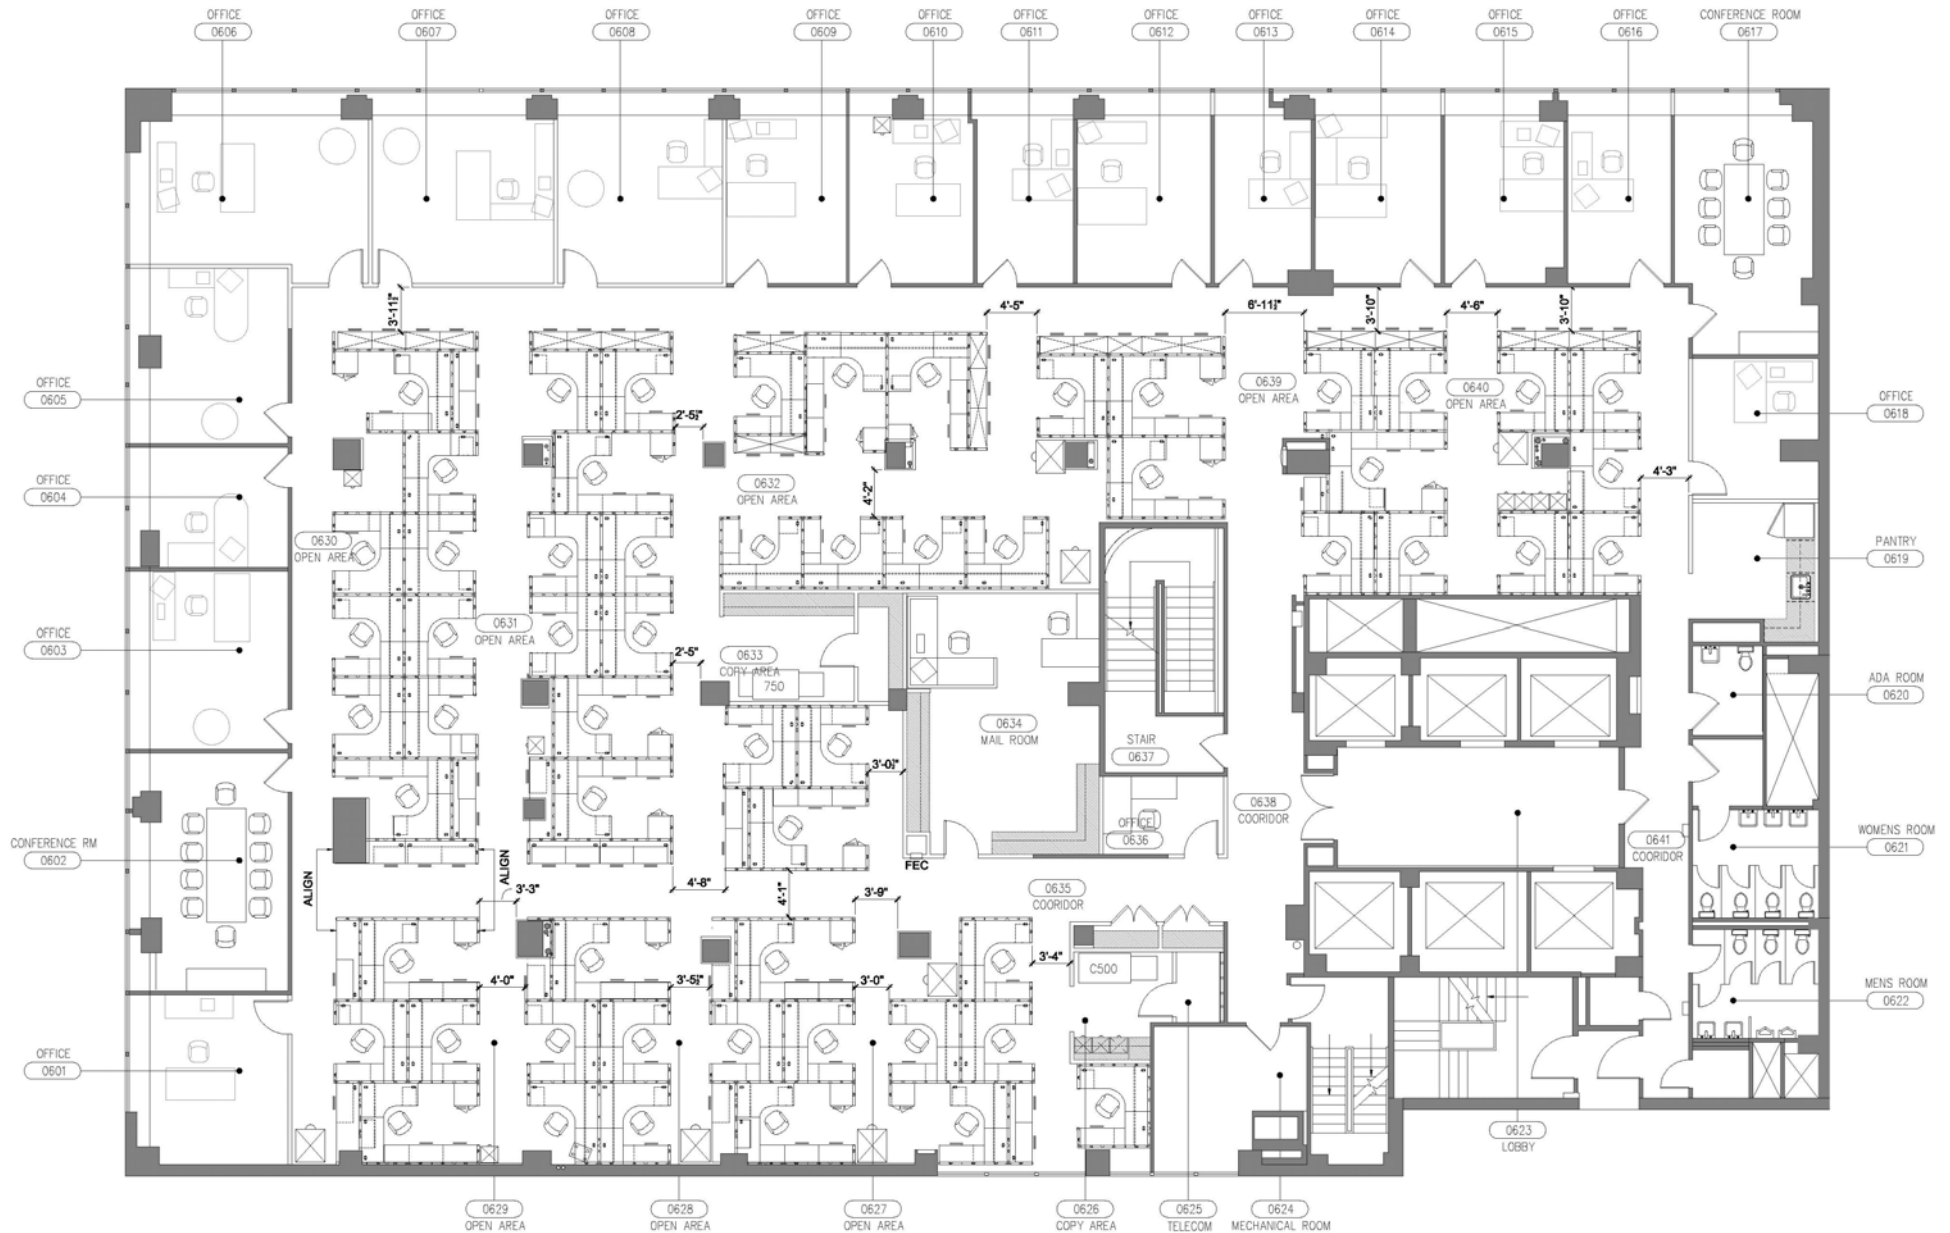 OFFICE
0606
OFFICE
0607
OFFICE
0608
OFFICE
0609
OFFICE
0610
OFFICE
0611
OFFICE
0612
OFFICE
0613
OFFICE
0614
OFFICE
0615
OFFICE
0616
CONFERENCE ROOM
0617
3'-11½"
4'-5"
6'-11½"
3'-10"
4'-6"
3'-10"
OFFICE
0605
0639
OPEN AREA
0640
OPEN AREA
OFFICE
0618
2'-5½"
4'-3"
OFFICE
0604
0632
OPEN AREA
4'-2"
0630
OPEN AREA
PANTRY
0619
0631
OPEN AREA
OFFICE
0603
2'-5"
0633
COPY AREA
750
ADA ROOM
0620
0634
MAIL ROOM
STAIR
0637
3'-0½"
0638
COORIDOR
OFFICE
0636
0641
COORIDOR
WOMENS ROOM
0621
CONFERENCE RM
0602
FEC
ALIGN
ALIGN
3'-3"
4'-8"
4'-1"
3'-9"
0635
COORIDOR
3'-4"
C500
4'-0"
3'-5½"
3'-0"
MENS ROOM
0622
OFFICE
0601
0623
LOBBY
0629
OPEN AREA
0628
OPEN AREA
0627
OPEN AREA
0626
COPY AREA
0625
TELECOM
0624
MECHANICAL ROOM